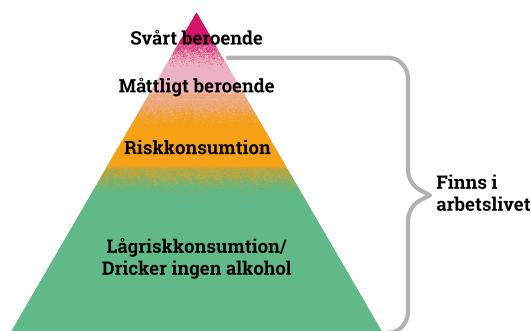 Svårt beroende
Måttligt beroende
Riskkonsumtion
Finns i
arbetslivet
Lågriskkonsumtion/
Dricker ingen alkohol